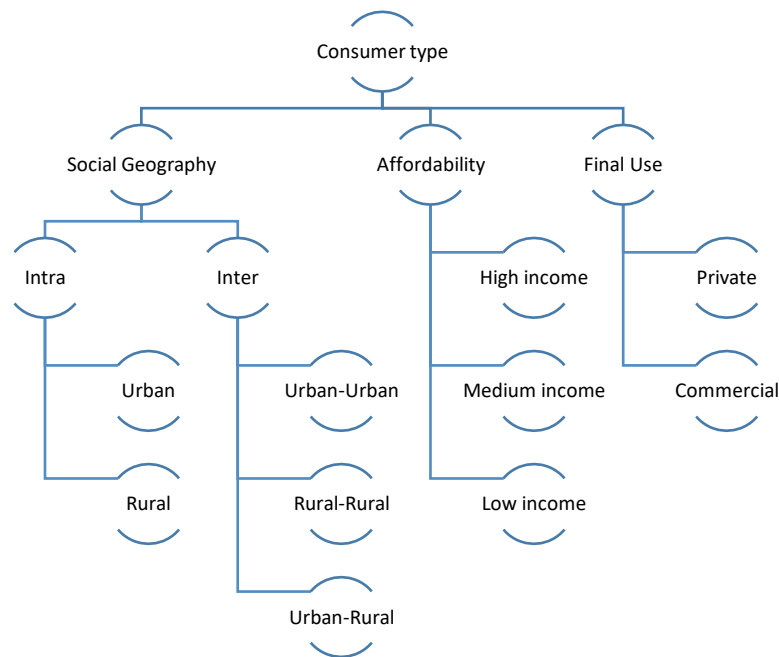 Consumer type
Social Geography
Affordability
Final Use
Intra
Inter
High income
Private
Urban
Urban-Urban
Medium income
Commercial
Rural
Rural-Rural
Low income
Urban-Rural